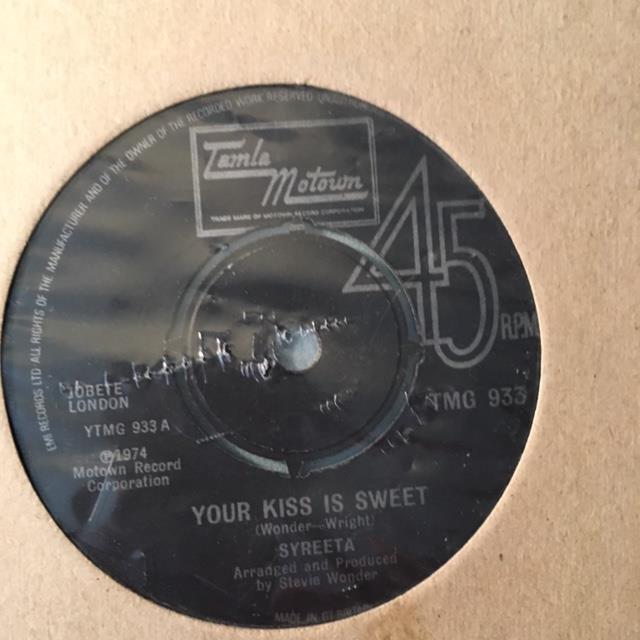 EMI RECORDS LTD ALL RIGHTS OF THE MANUFACTURER AND OF THE OWNER OF THE RECORDED WORK RESERVED
Tamla
Motown
TRADE MARK OF MOTOWN RECORD CORPORATION
45
RPM
JOBETE
LONDON
TMG 933
YTMG 933 A
℗1974
Motown Record
Corporation
YOUR KISS IS SWEET
(Wonder—Wright)
SYREETA
Arranged and Produced
by Stevie Wonder
MADE IN GT BRITAIN